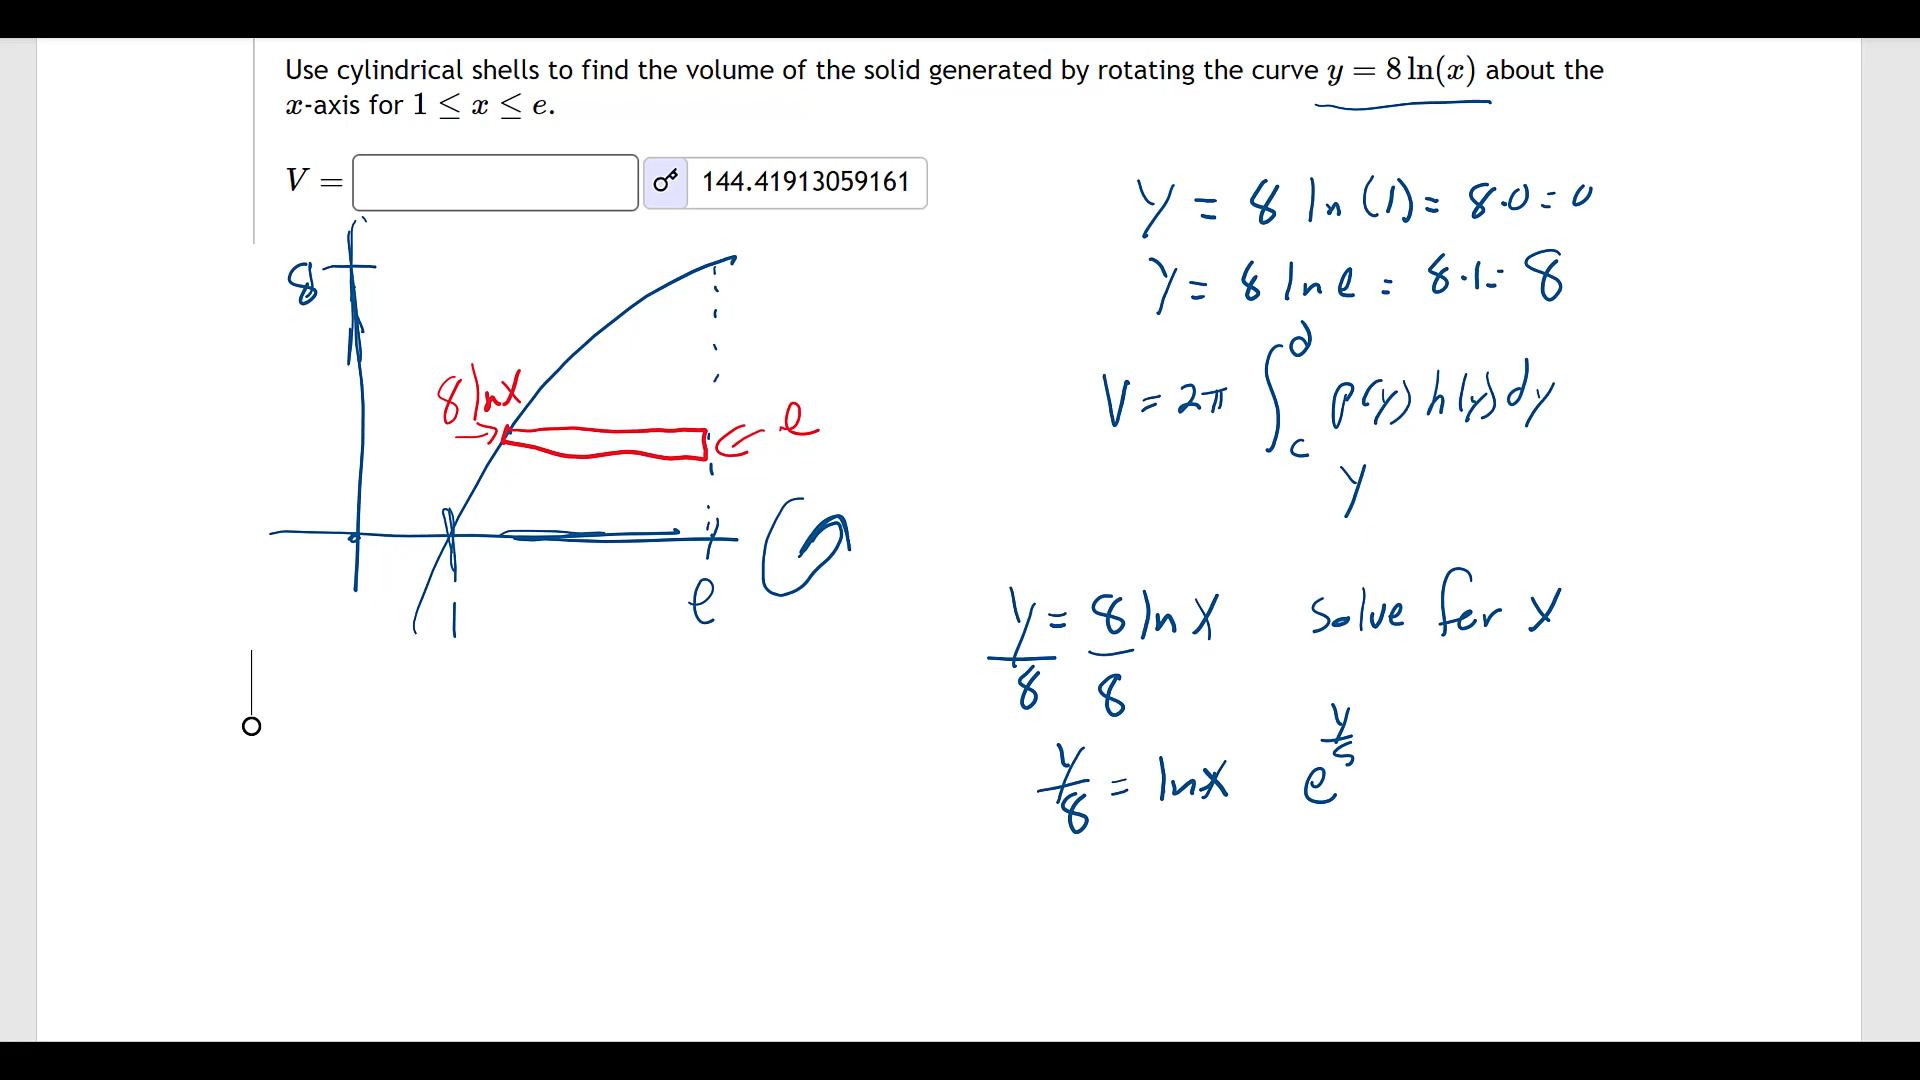 Use cylindrical shells to find the volume of the solid generated by rotating the curve y = 8 ln(x) about the
x-axis for 1 ≤ x ≤ e.
V = 144.41913059161
y = 8 ln (1) = 8·0 = 0
y = 8 ln e = 8·1 = 8
8
8 ln x
e
1
e
V = 2π ∫_c^d p(y) h(y) dy
y
y/8 = 8 ln x/8 solve for x
y/8 = ln x e^(y/5)